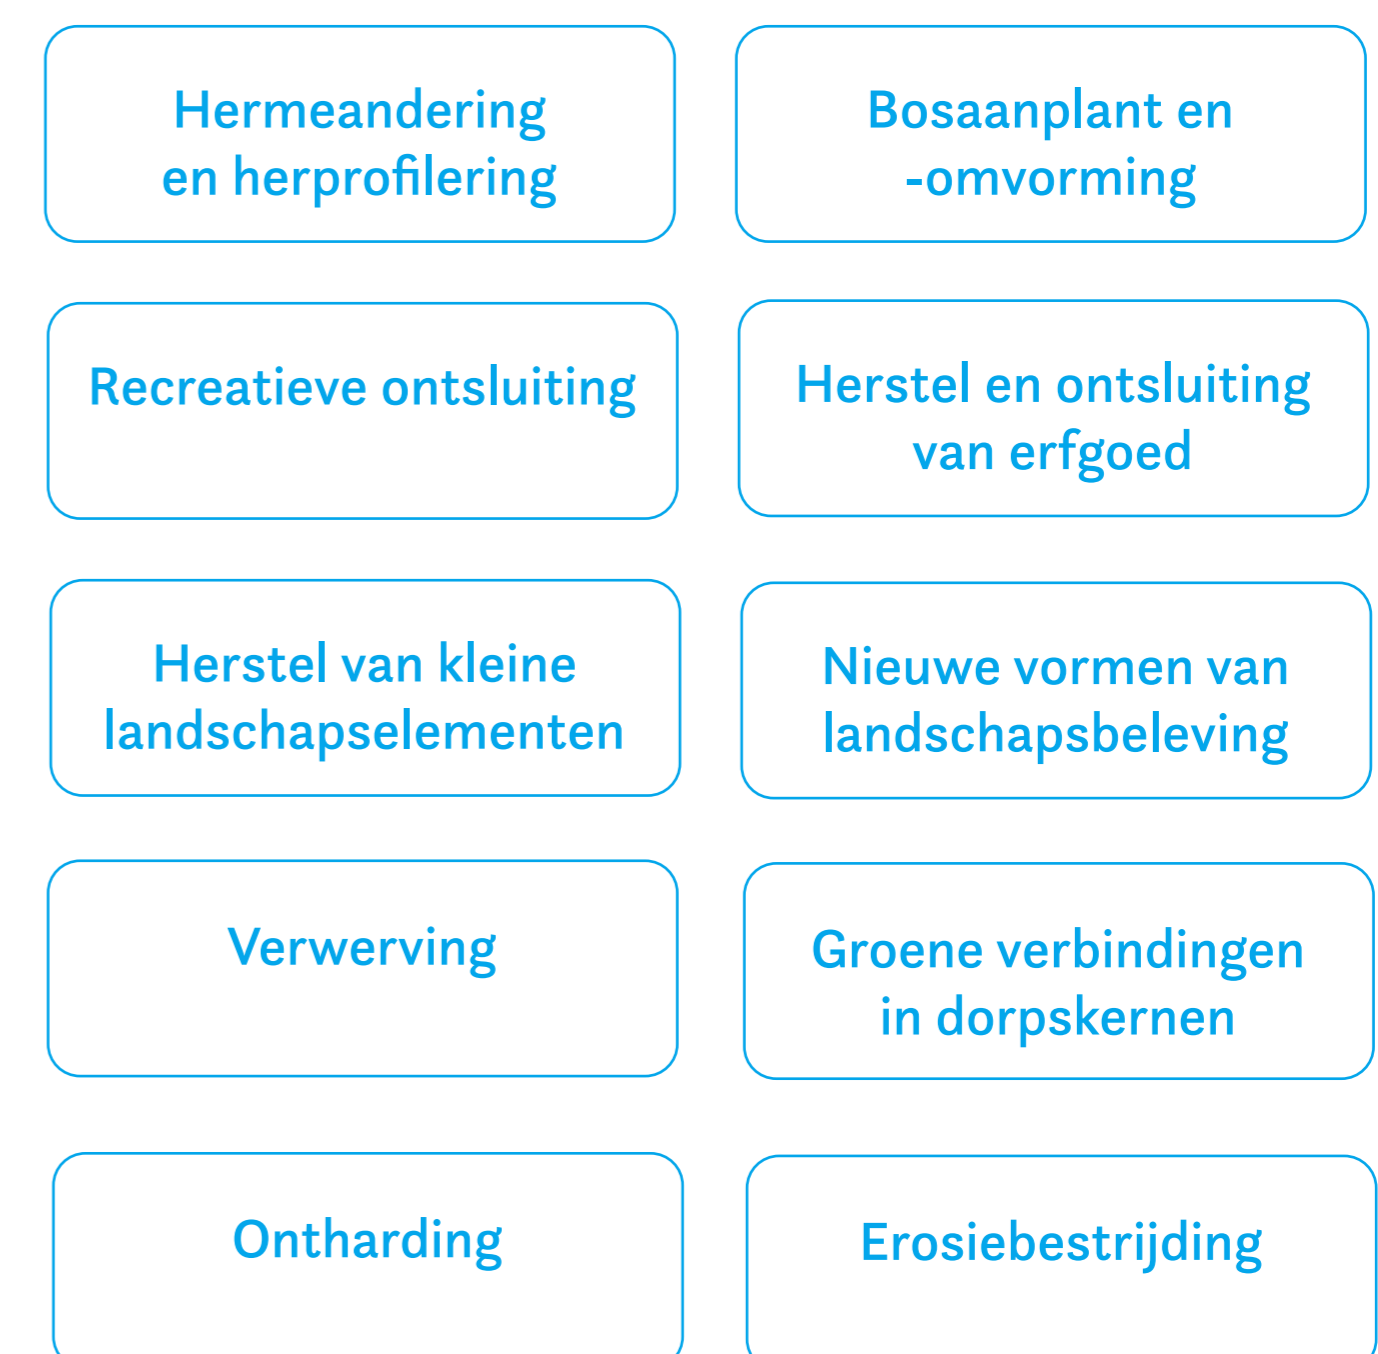 Hermeandering
en herprofilering
Bosaanplant en
-omvorming
Recreatieve ontsluiting
Herstel en ontsluiting
van erfgoed
Herstel van kleine
landschapselementen
Nieuwe vormen van
landschapsbeleving
Verwerving
Groene verbindingen
in dorpskernen
Ontharding
Erosiebestrijding